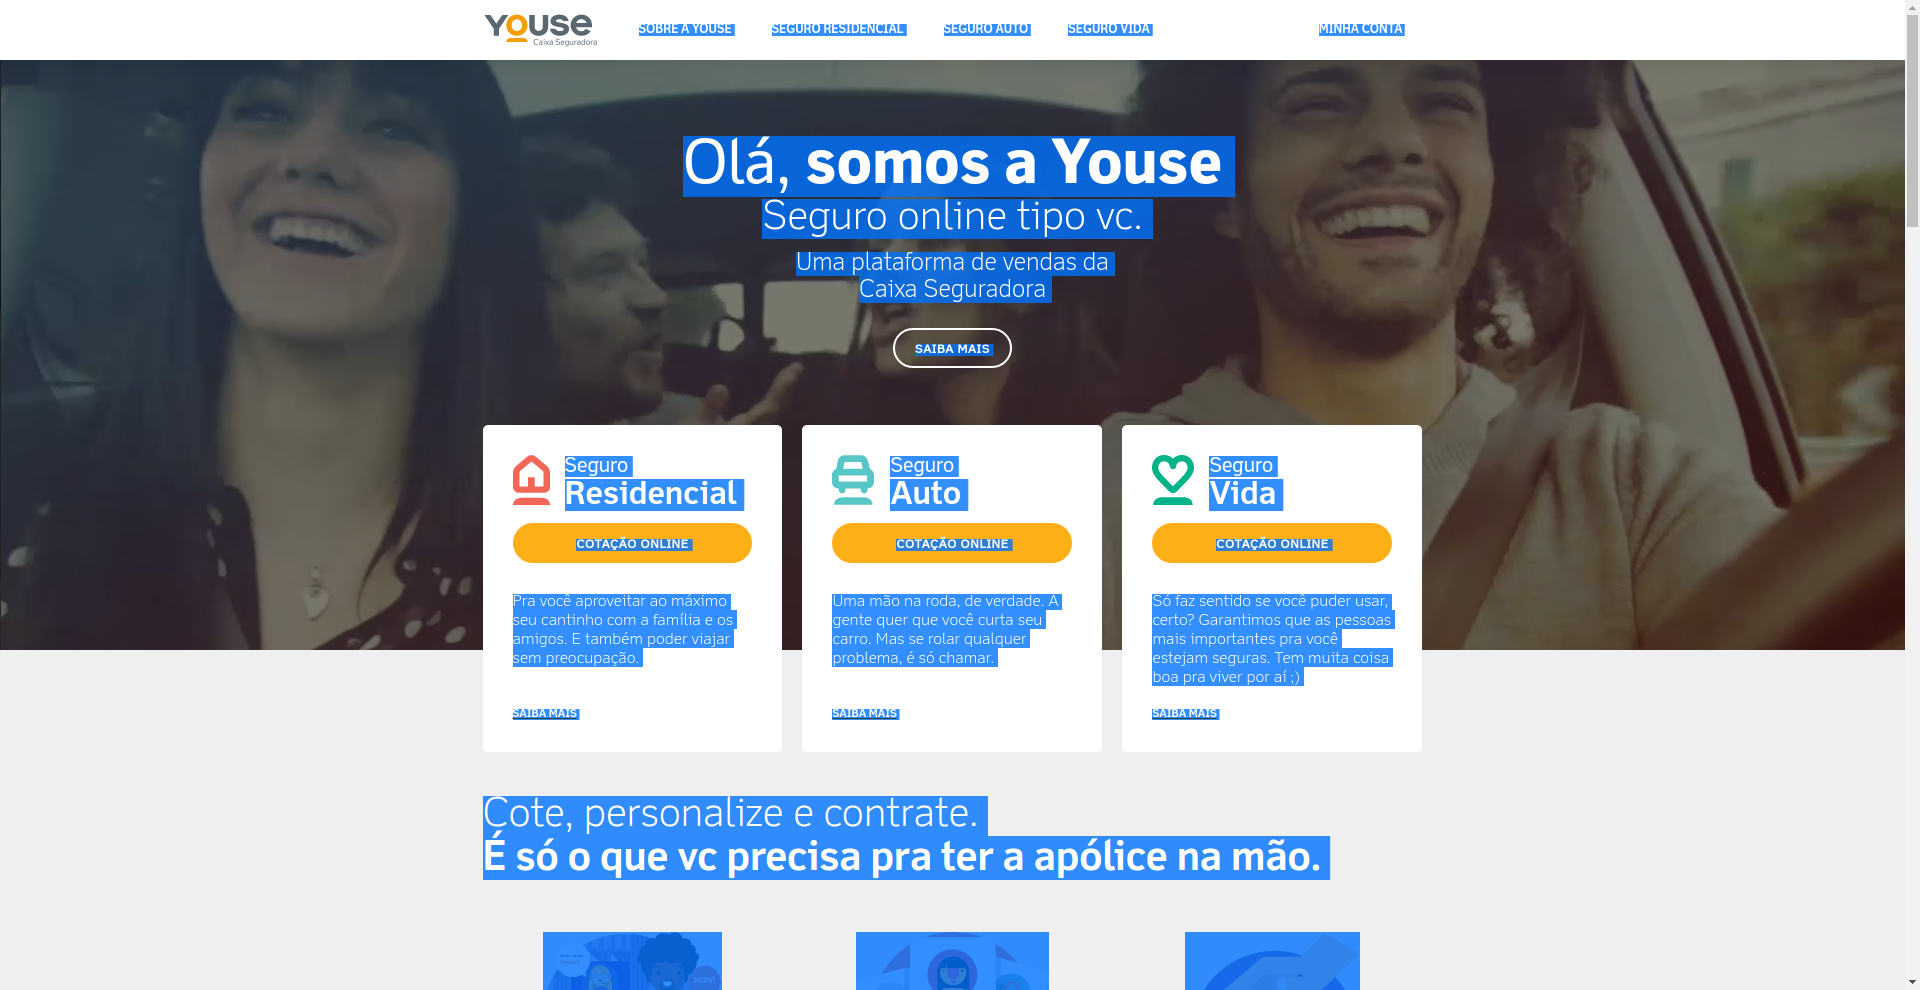 Youse
Caixa Seguradora
SOBRE A YOUSE
SEGURO RESIDENCIAL
SEGURO AUTO
SEGURO VIDA
MINHA CONTA
Olá, somos a Youse
Seguro online tipo vc.
Uma plataforma de vendas da
Caixa Seguradora
SAIBA MAIS
Seguro
Residencial
COTAÇÃO ONLINE
Pra você aproveitar ao máximo
seu cantinho com a família e os
amigos. E também poder viajar
sem preocupação.
SAIBA MAIS
Seguro
Auto
COTAÇÃO ONLINE
Uma mão na roda, de verdade. A
gente quer que você curta seu
carro. Mas se rolar qualquer
problema, é só chamar.
SAIBA MAIS
Seguro
Vida
COTAÇÃO ONLINE
Só faz sentido se você puder usar,
certo? Garantimos que as pessoas
mais importantes pra você
estejam seguras. Tem muita coisa
boa pra viver por aí ;)
SAIBA MAIS
Cote, personalize e contrate.
É só o que vc precisa pra ter a apólice na mão.
WOW!